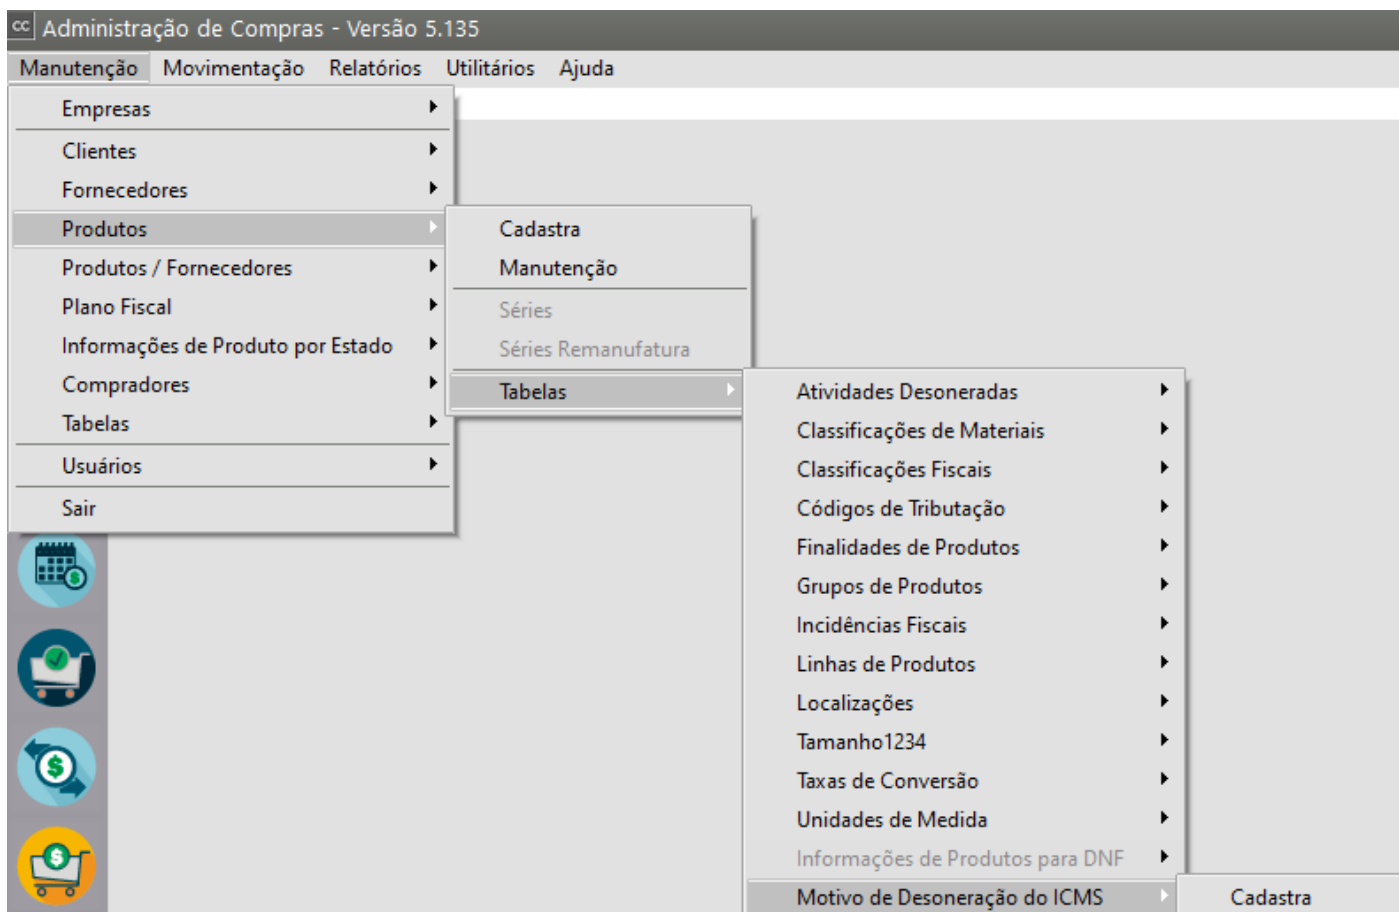 cc Administração de Compras - Versão 5.135
Manutenção Movimentação Relatórios Utilitários Ajuda
Empresas
Clientes
Fornecedores
Produtos
Produtos / Fornecedores
Plano Fiscal
Informações de Produto por Estado
Compradores
Tabelas
Usuários
Sair
Cadastra
Manutenção
Séries
Séries Remanufatura
Tabelas
Atividades Desoneradas
Classificações de Materiais
Classificações Fiscais
Códigos de Tributação
Finalidades de Produtos
Grupos de Produtos
Incidências Fiscais
Linhas de Produtos
Localizações
Tamanho1234
Taxas de Conversão
Unidades de Medida
Informações de Produtos para DNF
Motivo de Desoneração do ICMS
Cadastra